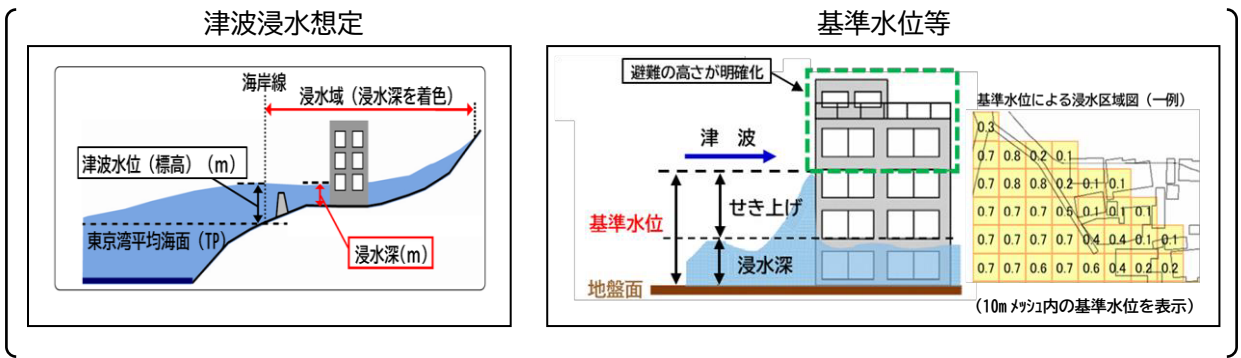 津波浸水想定
海岸線
浸水域（浸水深を着色）
津波水位（標高）（m）
東京湾平均海面（TP）
浸水深(m)
基準水位等
避難の高さが明確化
津 波
せき上げ
基準水位
浸水深
地盤面
基準水位による浸水区域図（一例）
0.3
0.7 0.8 0.2 0.1
0.7 0.8 0.8 0.2 0.1 0.1
0.7 0.7 0.7 0.5 0.1 0.1 0.1
0.7 0.7 0.7 0.7 0.4 0.4 0.1 0.1
0.7 0.7 0.6 0.7 0.6 0.4 0.2 0.2
（10m ﾒｯｼｭ内の基準水位を表示）